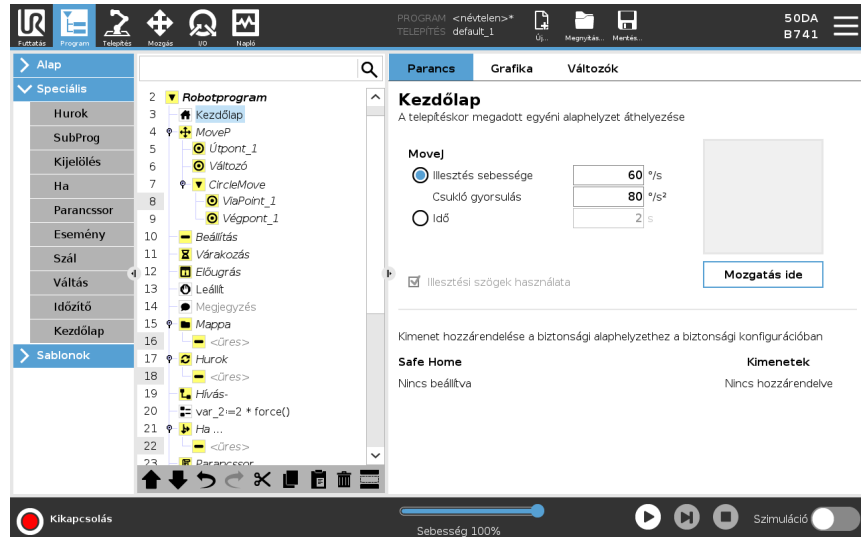 UR
PROGRAM <névtelen>*
TELEPÍTÉS default_1
Futtatás Program Telepítés Mozgás I/O Napló
Új... Megnyitás... Mentés...
50DA
B741
Alap
Speciális
Hurok
SubProg
Kijelölés
Ha
Parancssor
Esemény
Szál
Váltás
Időzítő
Kezdőlap
Sablonok
2 Robotprogram
3 Kezdőlap
4 MoveP
5 Útpont_1
6 Változó
7 CircleMove
8 ViaPoint_1
9 Végpont_1
10 Beállítás
11 Várakozás
12 Előugrás
13 Leállít
14 Megjegyzés
15 Mappa
16 <üres>
17 Hurok
18 <üres>
19 Hívás-
20 var_2:=2 * force()
21 Ha ...
22 <üres>
23 Parancssor
Parancs Grafika Változók
Kezdőlap
A telepítéskor megadott egyéni alaphelyzet áthelyezése
MoveJ
Illesztés sebessége 60 °/s
Csukló gyorsulás 80 °/s²
Idő 2 s
Mozgatás ide
Illesztési szögek használata
Kimenet hozzárendelése a biztonsági alaphelyzethez a biztonsági konfigurációban
Safe Home Kimenetek
Nincs beállítva Nincs hozzárendelve
Kikapcsolás
Sebesség 100%
Szimuláció